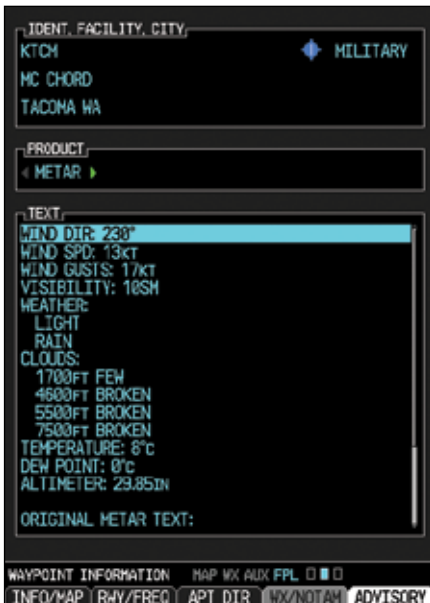 IDENT, FACILITY, CITY
KTCM MILITARY
MC CHORD
TACOMA WA
PRODUCT
METAR
TEXT
WIND DIR: 230°
WIND SPD: 13KT
WIND GUSTS: 17KT
VISIBILITY: 10SM
WEATHER:
LIGHT
RAIN
CLOUDS:
1700FT FEW
4600FT BROKEN
5500FT BROKEN
7500FT BROKEN
TEMPERATURE: 8°C
DEW POINT: 0°C
ALTIMETER: 29.85IN
ORIGINAL METAR TEXT:
WAYPOINT INFORMATION MAP WX AUX FPL
INFO/MAP RWY/FREQ APT DIR WX/NOTAM ADVISORY